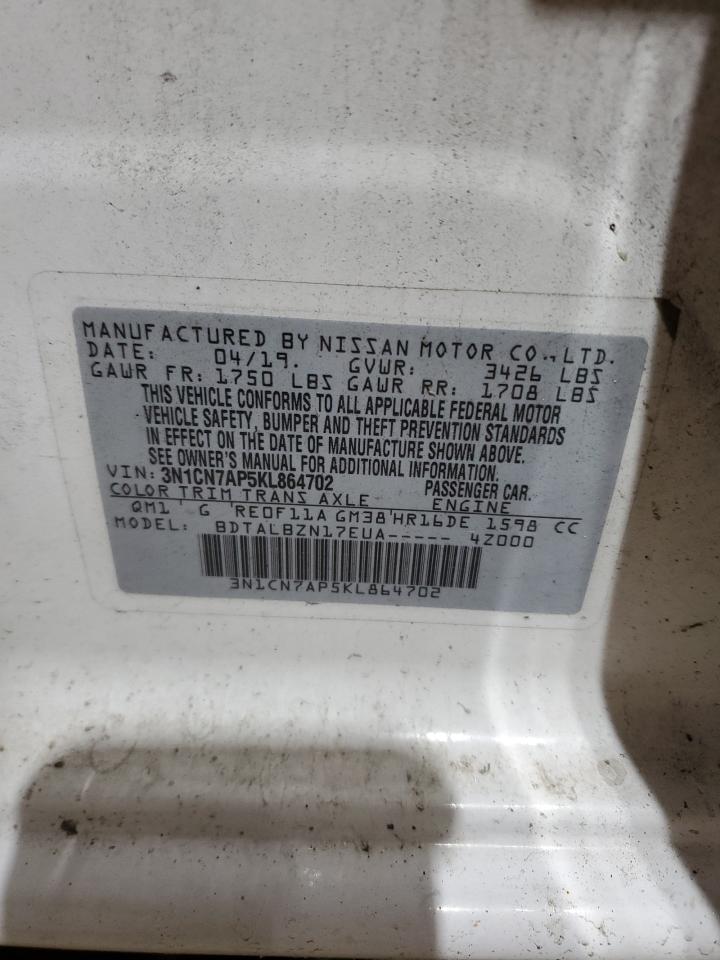 MANUFACTURED BY NISSAN MOTOR CO., LTD.
DATE: 04/19. GVWR: 3426 LBS
GAWR FR: 1750 LBS GAWR RR: 1708 LBS
THIS VEHICLE CONFORMS TO ALL APPLICABLE FEDERAL MOTOR
VEHICLE SAFETY, BUMPER AND THEFT PREVENTION STANDARDS
IN EFFECT ON THE DATE OF MANUFACTURE SHOWN ABOVE.
SEE OWNER'S MANUAL FOR ADDITIONAL INFORMATION.
VIN: 3N1CN7AP5KL864702 PASSENGER CAR.
COLOR TRIM TRANS AXLE ENGINE
QM1 G RE0F11A GM38 HR16DE 1598 CC
MODEL: BDTALBZN17EUA----- 4Z000
3N1CN7AP5KL864702